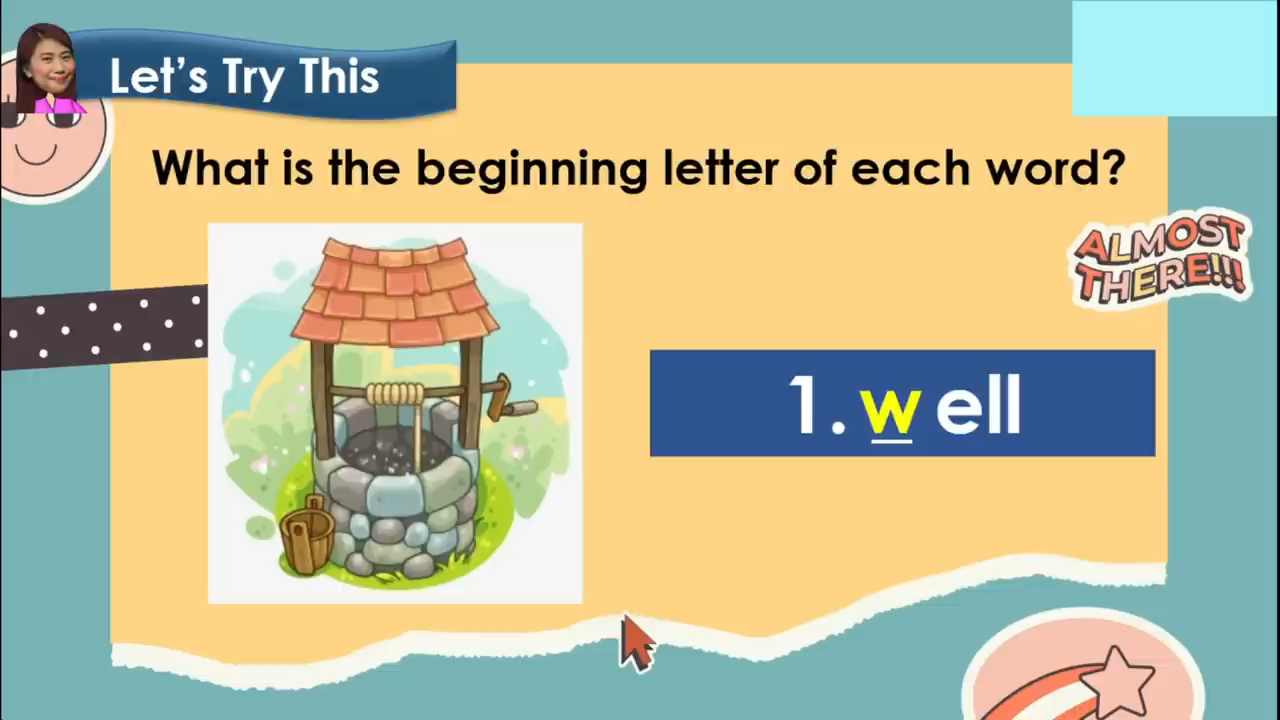 Let's Try This
What is the beginning letter of each word?
ALMOST
THERE!!!
1. w ell